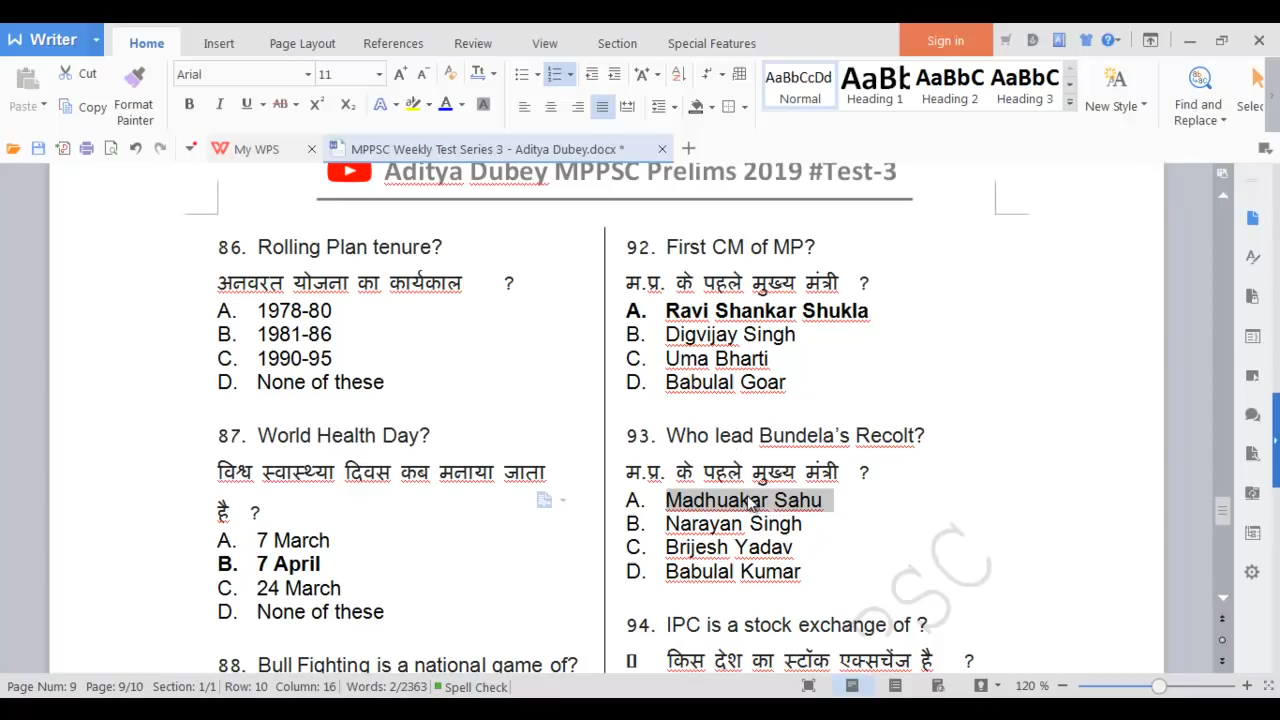 Writer
Home
Insert
Page Layout
References
Review
View
Section
Special Features
Sign in
Paste
Cut
Copy
Format
Painter
Arial
11
AaBbCcDd
Normal
AaBb
Heading 1
AaBbC
Heading 2
AaBbC
Heading 3
New Style
Find and
Replace
Selec
My WPS
MPPSC Weekly Test Series 3 - Aditya Dubey.docx *
Aditya Dubey MPPSC Prelims 2019 #Test-3
86. Rolling Plan tenure?
अनवरत योजना का कार्यकाल ?
A. 1978-80
B. 1981-86
C. 1990-95
D. None of these
87. World Health Day?
विश्व स्वास्थ्या दिवस कब मनाया जाता
है ?
A. 7 March
B. 7 April
C. 24 March
D. None of these
88. Bull Fighting is a national game of?
92. First CM of MP?
म.प्र. के पहले मुख्य मंत्री ?
A. Ravi Shankar Shukla
B. Digvijay Singh
C. Uma Bharti
D. Babulal Goar
93. Who lead Bundela's Recolt?
म.प्र. के पहले मुख्य मंत्री ?
A. Madhuakar Sahu
B. Narayan Singh
C. Brijesh Yadav
D. Babulal Kumar
94. IPC is a stock exchange of ?
किस देश का स्टॉक एक्सचेंज है ?
PSC
Page Num: 9 Page: 9/10 Section: 1/1 Row: 10 Column: 16 Words: 2/2363 Spell Check
120 %